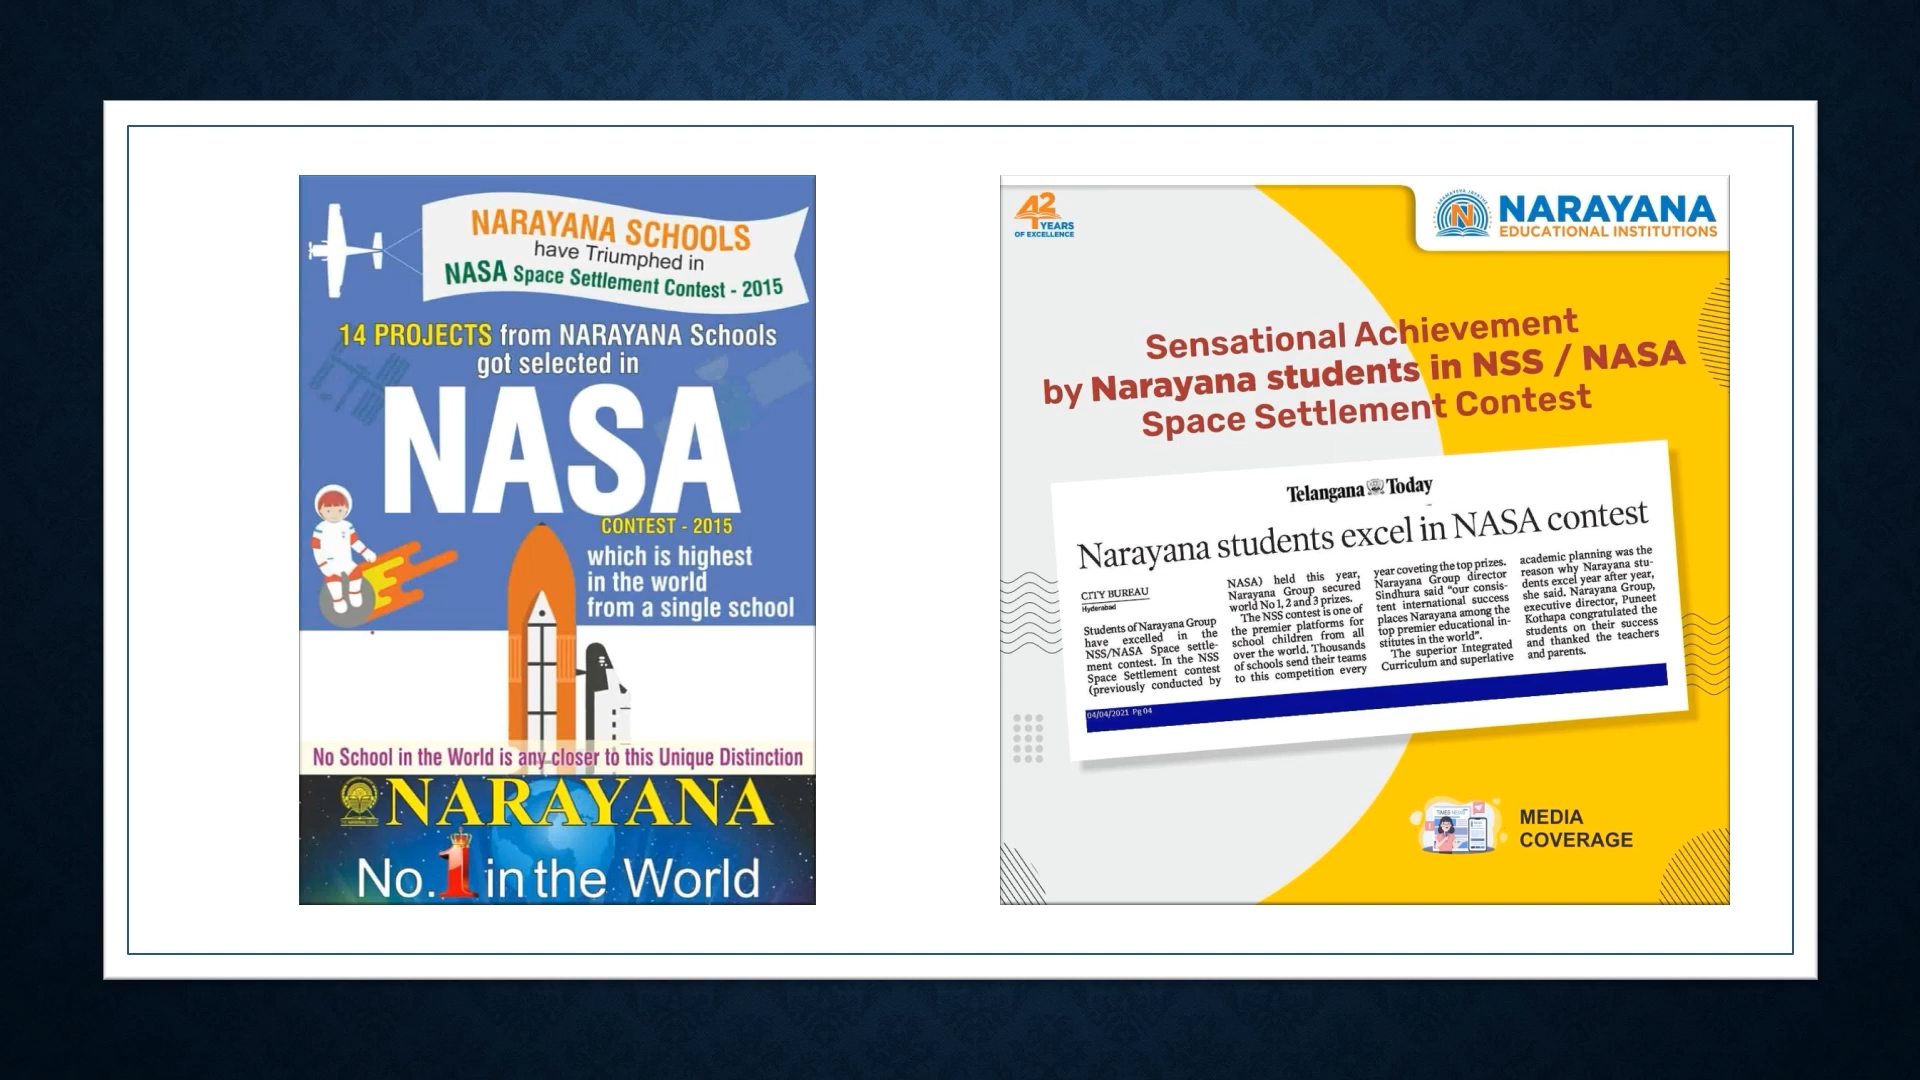 NARAYANA SCHOOLS
have Triumphed in
NASA Space Settlement Contest - 2015
14 PROJECTS from NARAYANA Schools
got selected in
NASA
CONTEST - 2015
which is highest
in the world
from a single school
No School in the World is any closer to this Unique Distinction
NARAYANA
No.1 in the World
42
YEARS
OF EXCELLENCE
N
NARAYANA
EDUCATIONAL INSTITUTIONS
Sensational Achievement
by Narayana students in NSS / NASA
Space Settlement Contest
Telangana Today
Narayana students excel in NASA contest
CITY BUREAU
Hyderabad
Students of Narayana Group
have excelled in the
NSS/NASA Space settle-
ment contest. In the NSS
Space Settlement contest
(previously conducted by
NASA) held this year,
Narayana Group secured
world No 1, 2 and 3 prizes.
The NSS contest is one of
the premier platforms for
school children from all
over the world. Thousands
of schools send their teams
to this competition every
year coveting the top prizes.
Narayana Group director
Sindhura said “our consis-
tent international success
places Narayana among the
top premier educational in-
stitutes in the world”.
The superior Integrated
Curriculum and superlative
academic planning was the
reason why Narayana stu-
dents excel year after year,
she said. Narayana Group,
executive director, Puneet
Kothapa congratulated the
students on their success
and thanked the teachers
and parents.
04/04/2021 Pg 04
MEDIA
COVERAGE